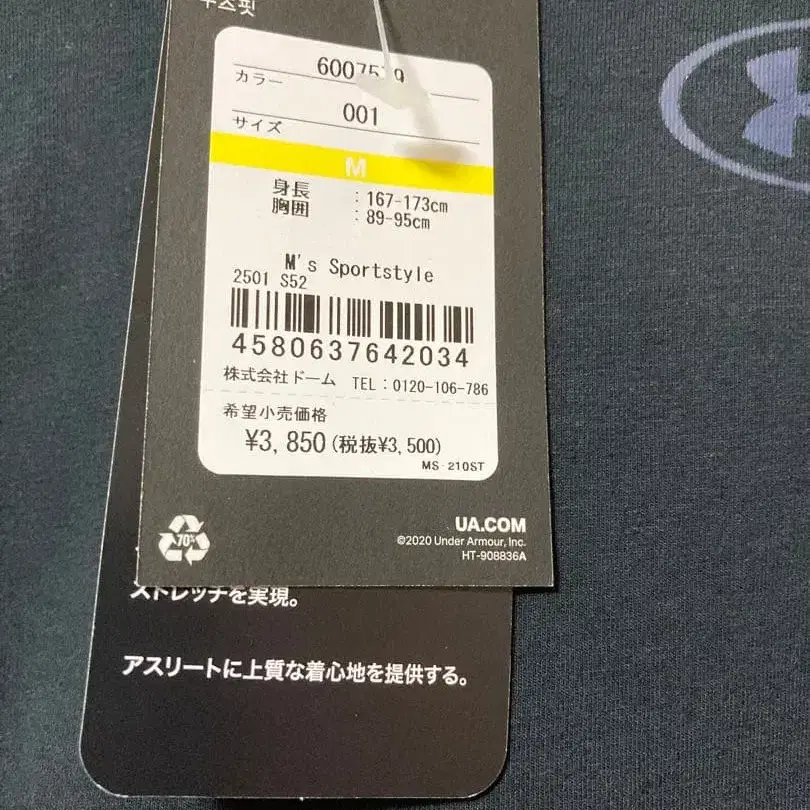 カラー
001
サイズ
M
身長 : 167-173cm
胸囲 : 89-95cm
M's Sportstyle
2501 S52
4580637642034
株式会社ドーム TEL : 0120-106-786
希望小売価格
¥3,850(税抜¥3,500)
MS-210ST
70%
UA.COM
©2020 Under Armour, Inc.
HT-908836A
ストレッチを実現。
アスリートに上質な着心地を提供する。